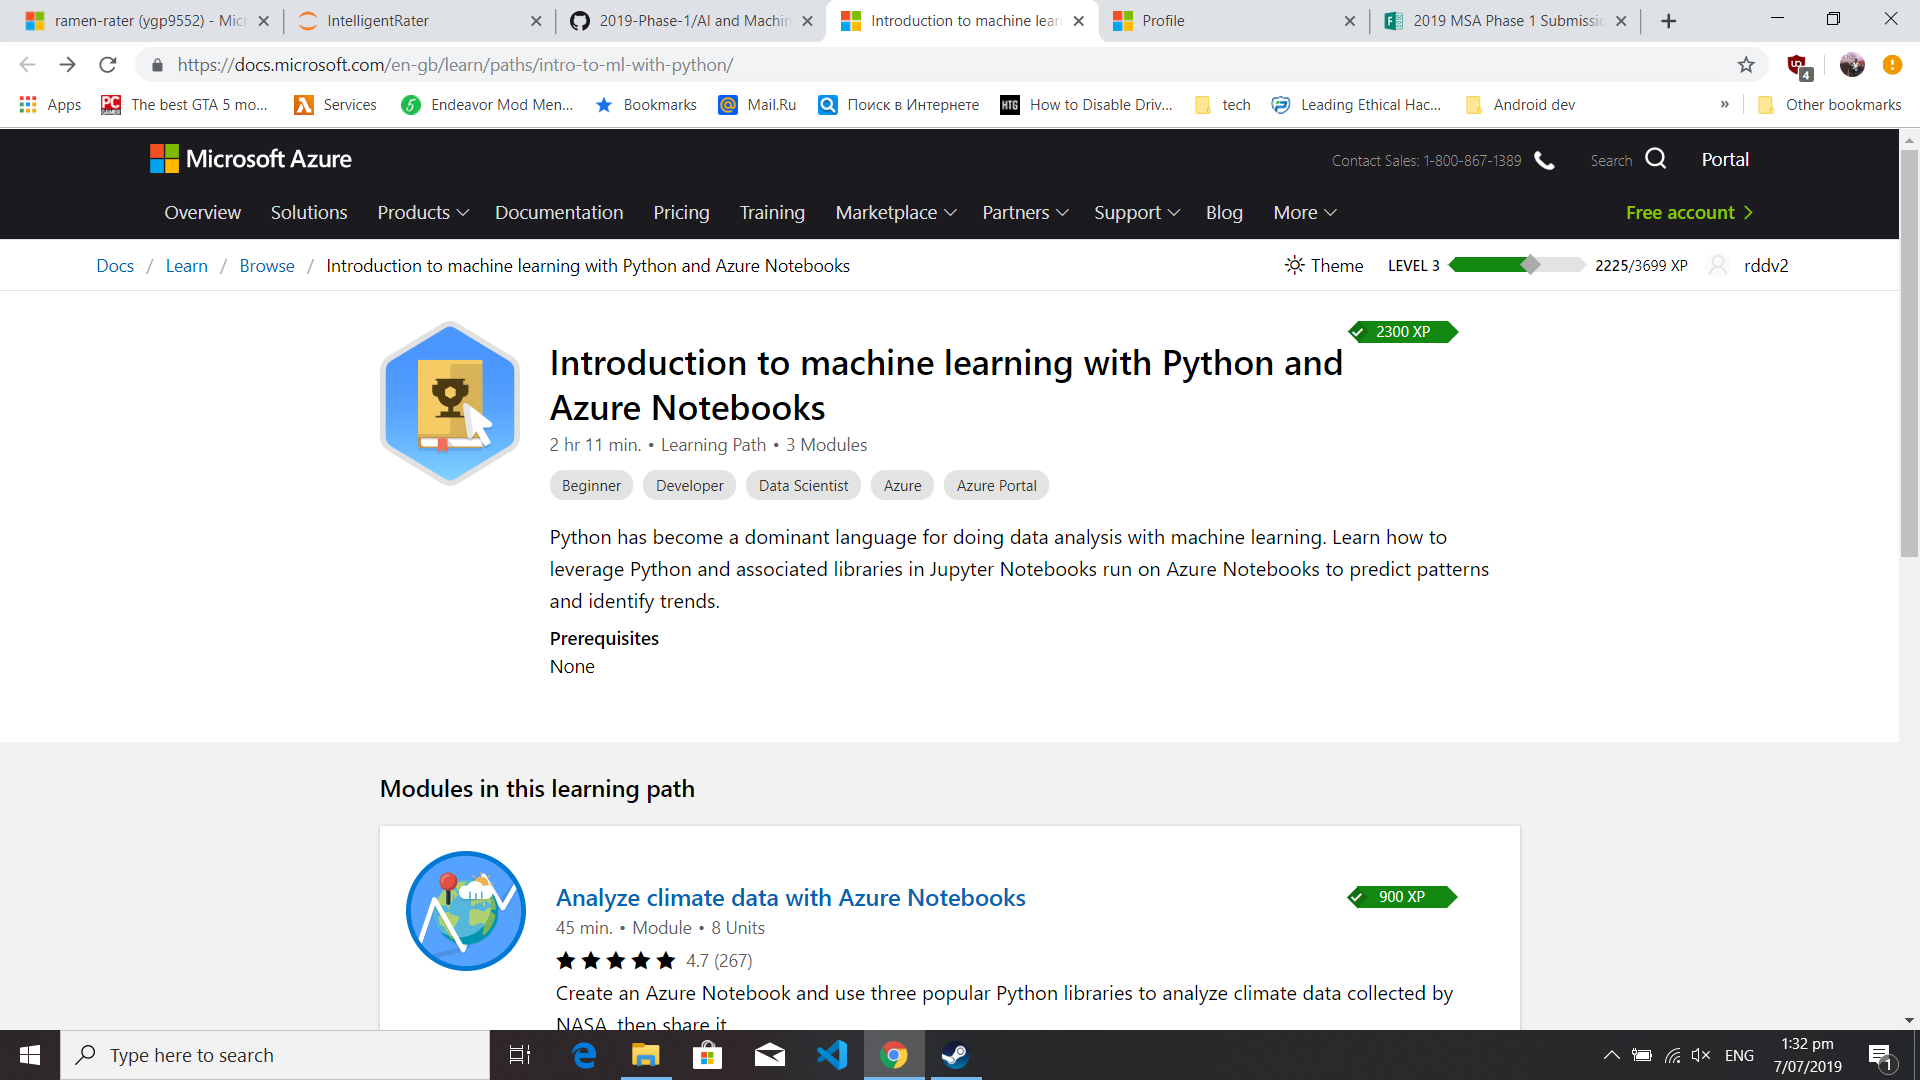 ramen-rater (ygp9552) - Micr
IntelligentRater
2019-Phase-1/AI and Machin
Introduction to machine learn
Profile
2019 MSA Phase 1 Submissio
https://docs.microsoft.com/en-gb/learn/paths/intro-to-ml-with-python/
4
Apps
The best GTA 5 mo...
Services
Endeavor Mod Men...
Bookmarks
Mail.Ru
Поиск в Интернете
How to Disable Driv...
tech
Leading Ethical Hac...
Android dev
»
Other bookmarks
Microsoft Azure
Contact Sales: 1-800-867-1389
Search
Portal
Overview
Solutions
Products
Documentation
Pricing
Training
Marketplace
Partners
Support
Blog
More
Free account
Docs / Learn / Browse / Introduction to machine learning with Python and Azure Notebooks
Theme
LEVEL 3
2225/3699 XP
rddv2
2300 XP
Introduction to machine learning with Python and
Azure Notebooks
2 hr 11 min. • Learning Path • 3 Modules
Beginner
Developer
Data Scientist
Azure
Azure Portal
Python has become a dominant language for doing data analysis with machine learning. Learn how to
leverage Python and associated libraries in Jupyter Notebooks run on Azure Notebooks to predict patterns
and identify trends.
Prerequisites
None
Modules in this learning path
Analyze climate data with Azure Notebooks
900 XP
45 min. • Module • 8 Units
4.7 (267)
Create an Azure Notebook and use three popular Python libraries to analyze climate data collected by
NASA, then share it
Type here to search
ENG
1:32 pm
7/07/2019
1